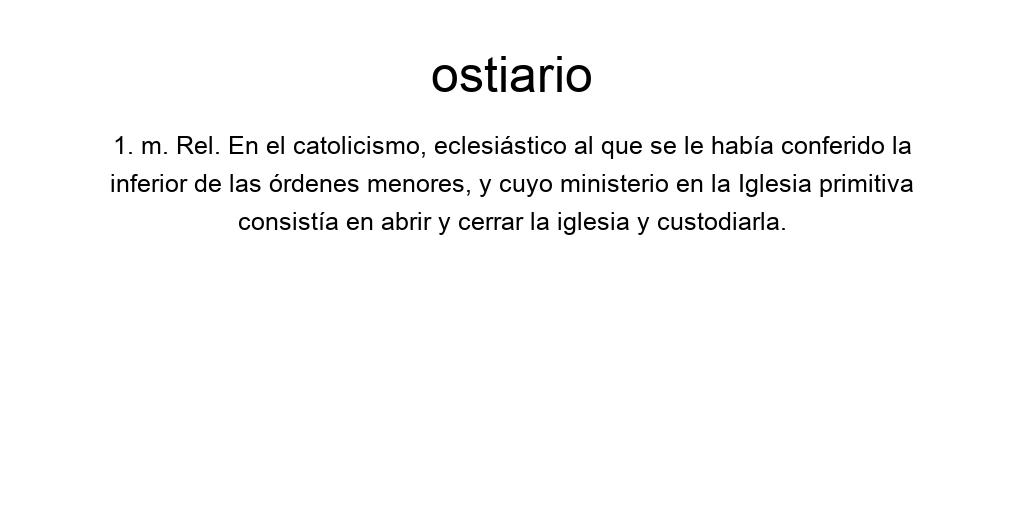 ostiario
1. m. Rel. En el catolicismo, eclesiástico al que se le había conferido la
inferior de las órdenes menores, y cuyo ministerio en la Iglesia primitiva
consistía en abrir y cerrar la iglesia y custodiarla.